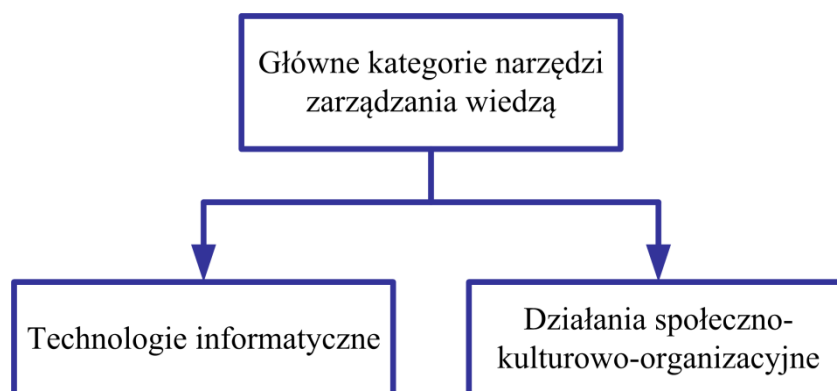 Główne kategorie narzędzi
zarządzania wiedzą
Technologie informatyczne
Działania społeczno-
kulturowo-organizacyjne